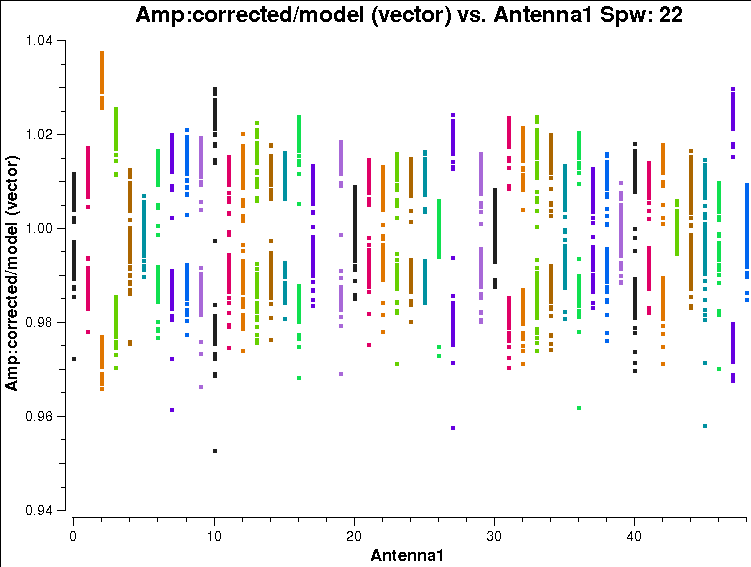 Amp:corrected/model (vector) vs. Antenna1 Spw: 22
1.04
1.02
1.00
0.98
0.96
0.94
Amp:corrected/model (vector)
0 10 20 30 40
Antenna1